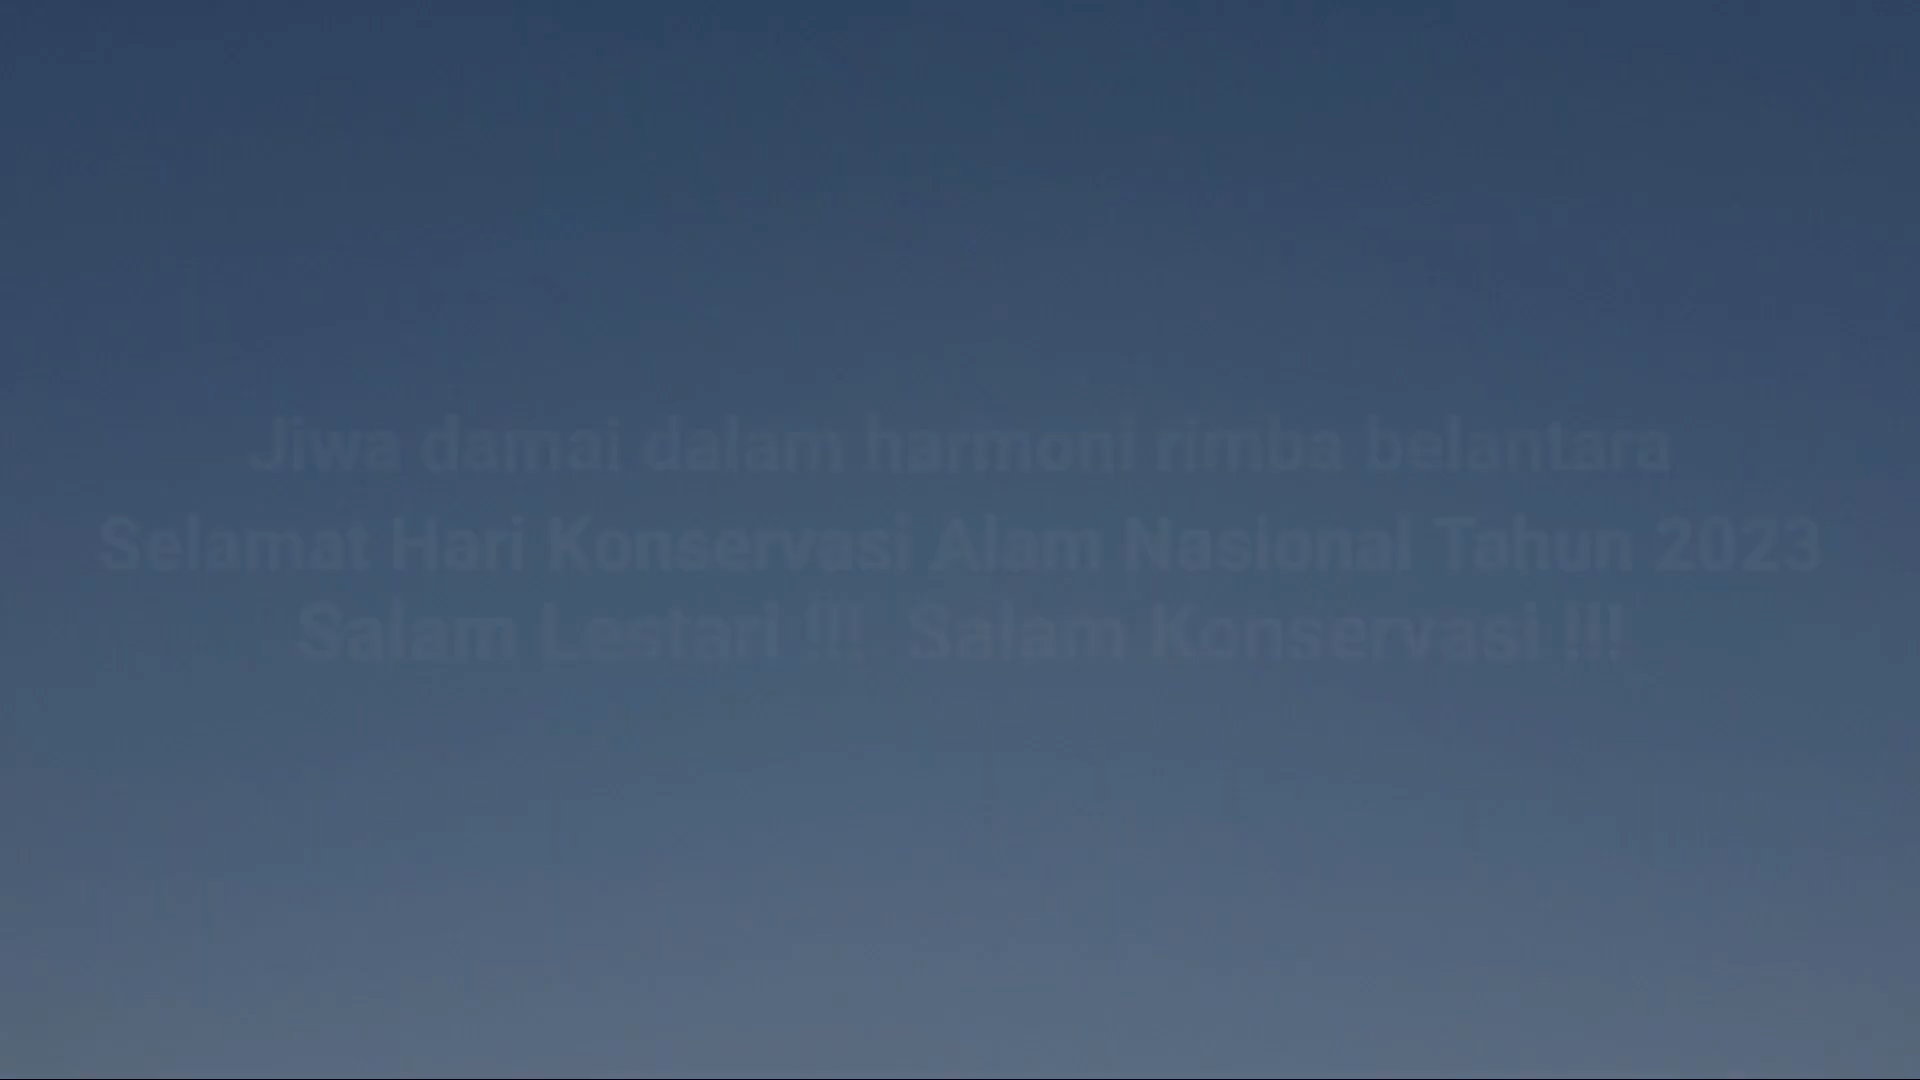 Jiwa damai dalam harmoni rimba belantara
Selamat Hari Konservasi Alam Nasional Tahun 2023
Salam Lestari !!! Salam Konservasi !!!